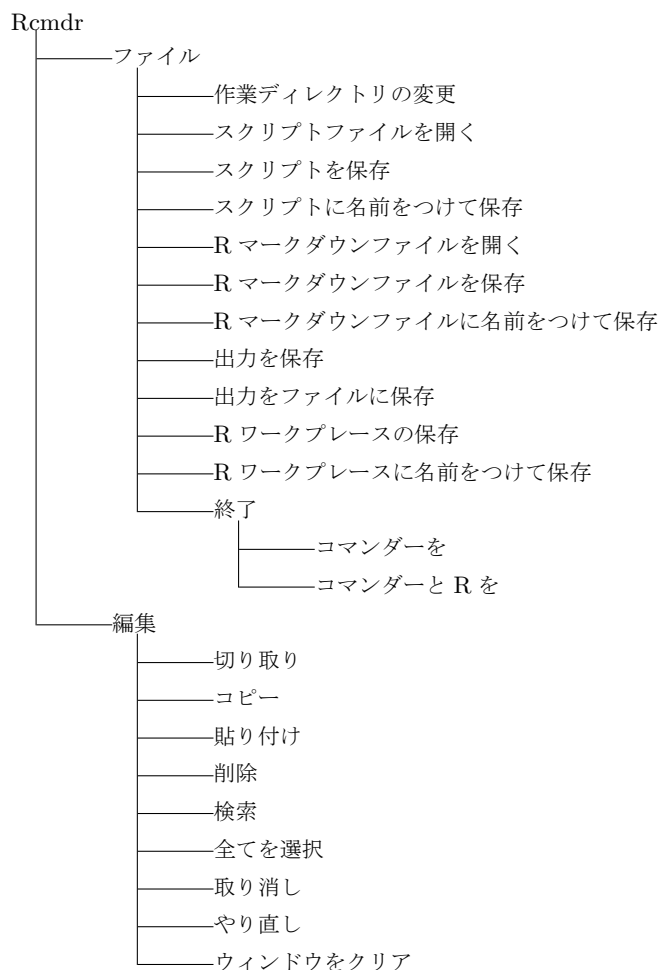 Rcmdr
ファイル
作業ディレクトリの変更
スクリプトファイルを開く
スクリプトを保存
スクリプトに名前をつけて保存
R マークダウンファイルを開く
R マークダウンファイルを保存
R マークダウンファイルに名前をつけて保存
出力を保存
出力をファイルに保存
R ワークプレースの保存
R ワークプレースに名前をつけて保存
終了
コマンダーを
コマンダーと R を
編集
切り取り
コピー
貼り付け
削除
検索
全てを選択
取り消し
やり直し
ウィンドウをクリア